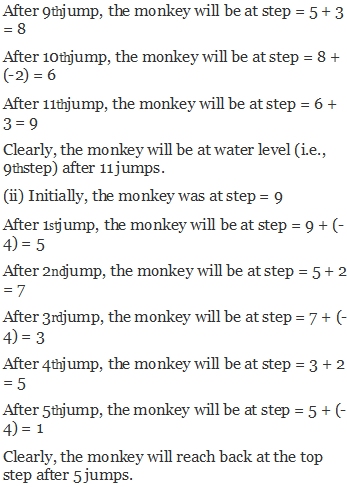 After 9thjump, the monkey will be at step = 5 + 3
= 8
After 10thjump, the monkey will be at step = 8 +
(-2) = 6
After 11thjump, the monkey will be at step = 6 +
3 = 9
Clearly, the monkey will be at water level (i.e.,
9thstep) after 11 jumps.
(ii) Initially, the monkey was at step = 9
After 1stjump, the monkey will be at step = 9 + (-
4) = 5
After 2ndjump, the monkey will be at step = 5 + 2
= 7
After 3rdjump, the monkey will be at step = 7 + (-
4) = 3
After 4thjump, the monkey will be at step = 3 + 2
= 5
After 5thjump, the monkey will be at step = 5 + (-
4) = 1
Clearly, the monkey will reach back at the top
step after 5 jumps.